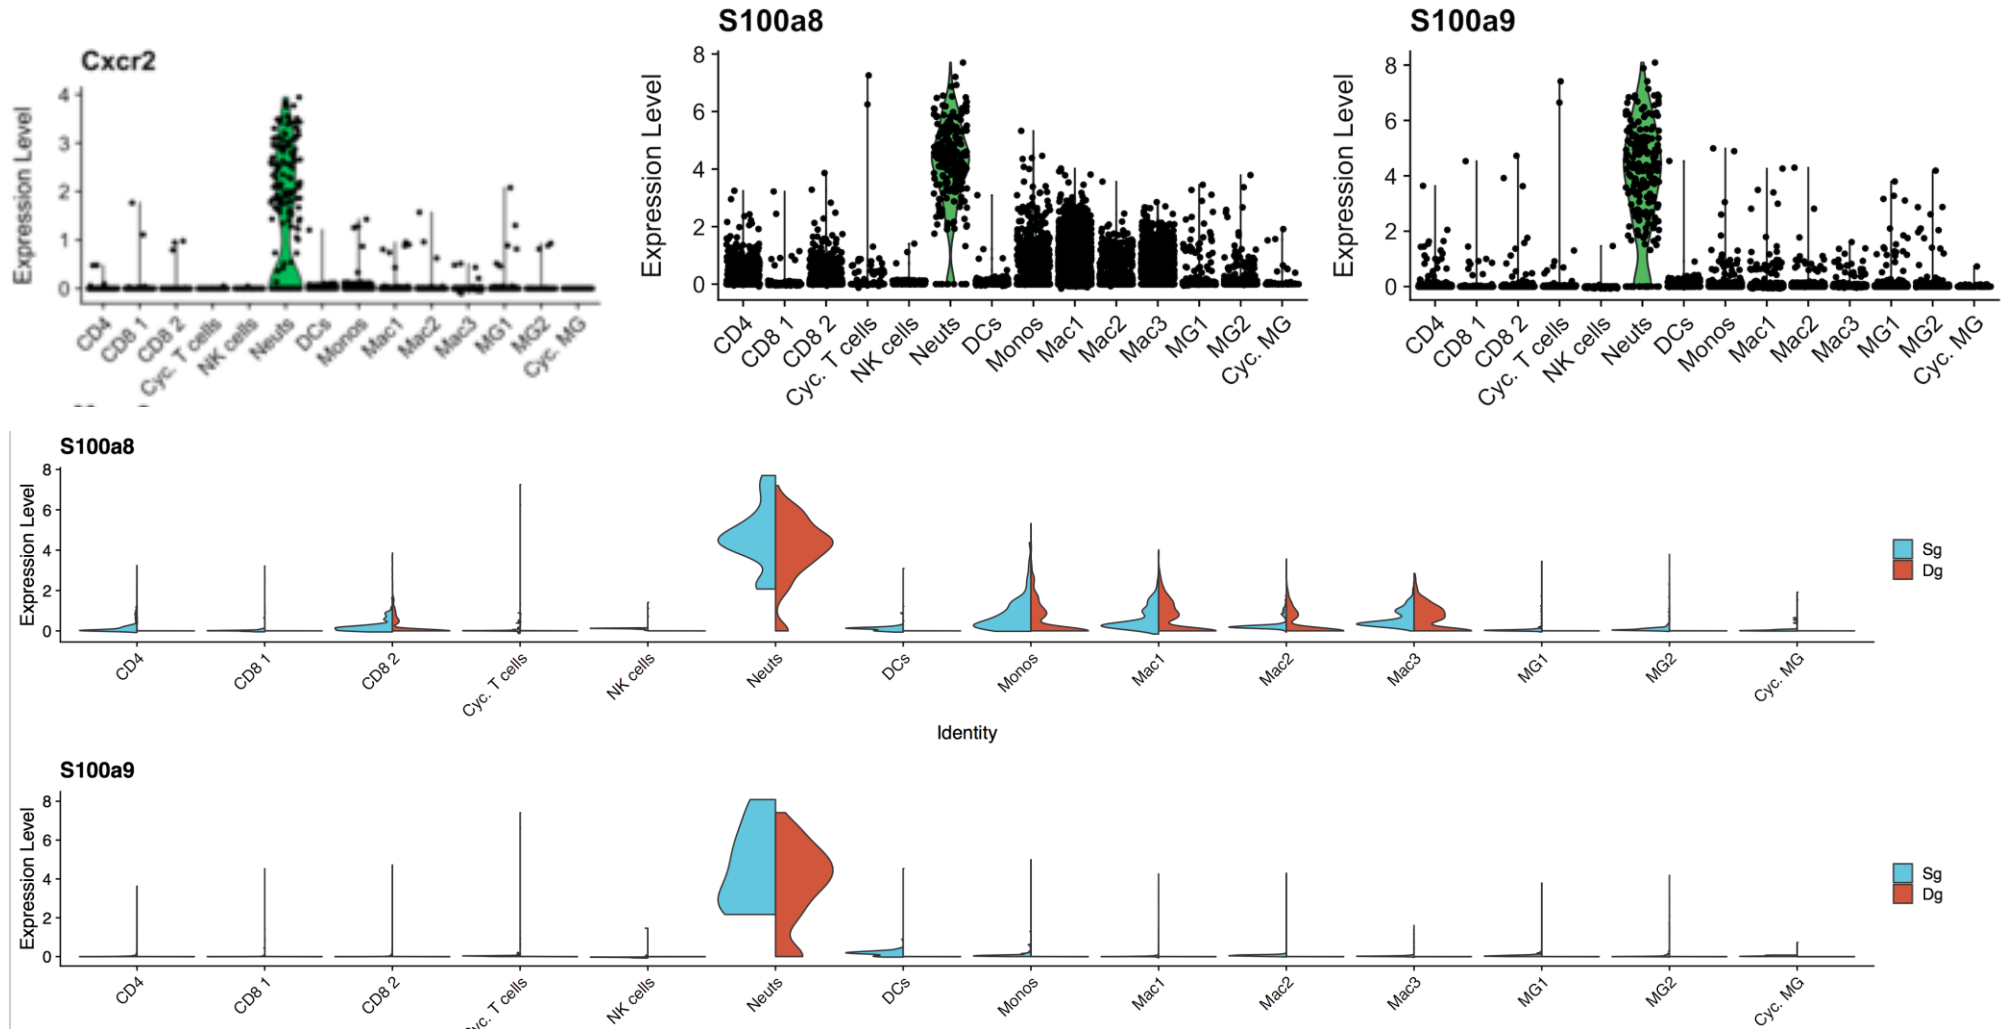 Cxcr2
Expression Level
4
3
2
1
0
CD4
CD8 1
CD8 2
Cyc. T cells
NK cells
Neuts
DCs
Monos
Mac1
Mac2
Mac3
MG1
MG2
Cyc. MG
S100a8
Expression Level
8
6
4
2
0
CD4
CD8 1
CD8 2
Cyc. T cells
NK cells
Neuts
DCs
Monos
Mac1
Mac2
Mac3
MG1
MG2
Cyc. MG
S100a9
Expression Level
8
6
4
2
0
CD4
CD8 1
CD8 2
Cyc. T cells
NK cells
Neuts
DCs
Monos
Mac1
Mac2
Mac3
MG1
MG2
Cyc. MG
S100a8
Expression Level
8
6
4
2
0
CD4
CD8 1
CD8 2
Cyc. T cells
NK cells
Neuts
DCs
Monos
Mac1
Mac2
Mac3
MG1
MG2
Cyc. MG
Identity
Sg
Dg
S100a9
Expression Level
8
6
4
2
0
CD4
CD8 1
CD8 2
T cells
NK cells
Neuts
DCs
Monos
Mac1
Mac2
Mac3
MG1
MG2
Cyc. MG
Sg
Dg